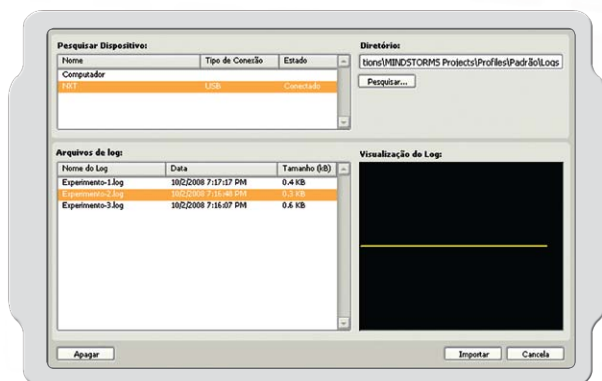 Pesquisar Dispositivo:
Nome Tipo de Conexão Estado
Computador
NXT USB Conectado
Diretório:
tions\MINDSTORMS Projects\Profiles\Padrão\Logs
Pesquisar...
Arquivos de log:
Nome do Log Data Tamanho (kB)
Experimento-1.log 10/2/2008 7:17:17 PM 0.4 KB
Experimento-2.log 10/2/2008 7:16:48 PM 0.3 KB
Experimento-3.log 10/2/2008 7:16:07 PM 0.6 KB
Visualização do Log:
Apagar
Importar
Cancela